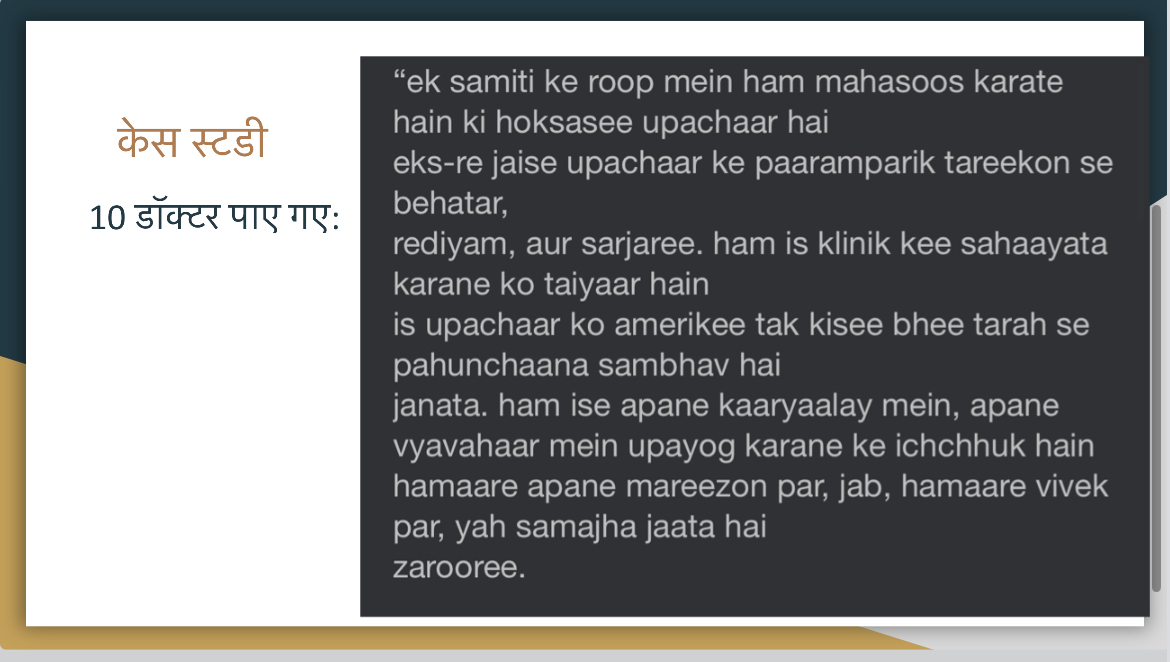 केस स्टडी
10 डॉक्टर पाए गए:
“ek samiti ke roop mein ham mahasoos karate
hain ki hoksasee upachaar hai
eks-re jaise upachaar ke paaramparik tareekon se
behatar,
rediyam, aur sarjaree. ham is klinik kee sahaayata
karane ko taiyaar hain
is upachaar ko amerikee tak kisee bhee tarah se
pahunchaana sambhav hai
janata. ham ise apane kaaryaalay mein, apane
vyavahaar mein upayog karane ke ichchhuk hain
hamaare apane mareezon par, jab, hamaare vivek
par, yah samajha jaata hai
zarooree.